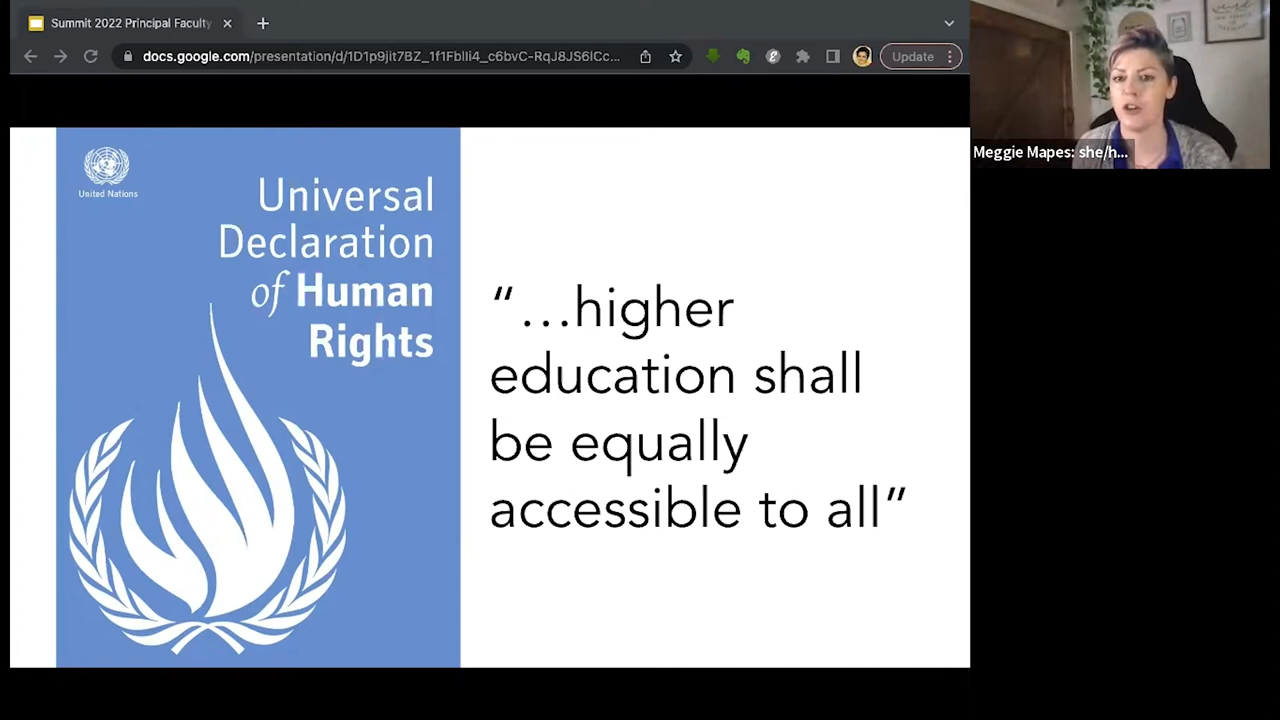 Summit 2022 Principal Faculty
docs.google.com/presentation/d/1D1p9jit7BZ_1f1Fblli4_c6bvC-RqJ8JS6lCc...
Update
Meggie Mapes: she/h...
United Nations
Universal
Declaration
of Human
Rights
“...higher
education shall
be equally
accessible to all”